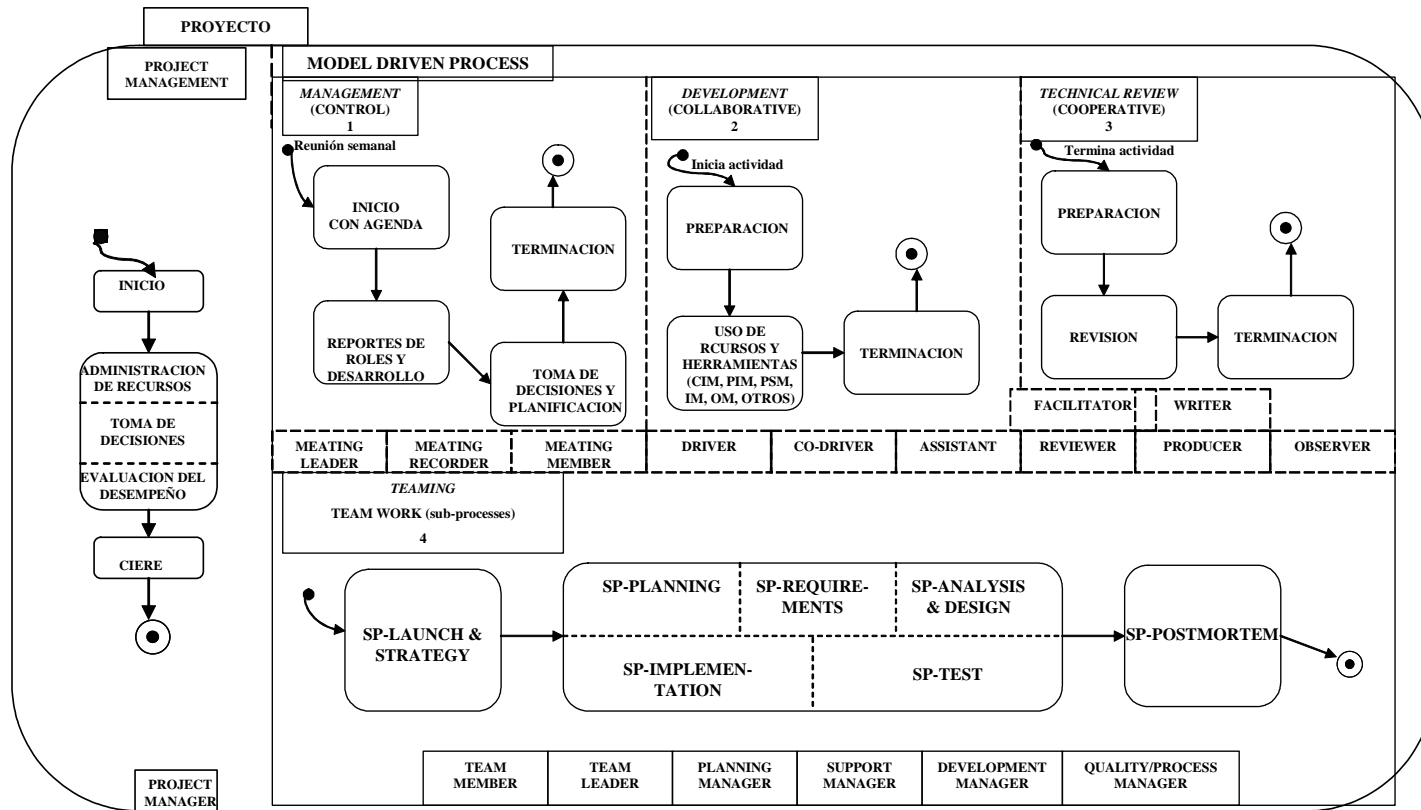 PROYECTO
PROJECT
MANAGEMENT
MODEL DRIVEN PROCESS
MANAGEMENT
(CONTROL)
1
DEVELOPMENT
(COLLABORATIVE)
2
TECHNICAL REVIEW
(COOPERATIVE)
3
Reunión semanal
Inicia actividad
Termina actividad
INICIO
CON AGENDA
TERMINACION
REPORTES DE
ROLES Y
DESARROLLO
TOMA DE
DECISIONES Y
PLANIFICACION
PREPARACION
USO DE
RCURSOS Y
HERRAMIENTAS
(CIM, PIM, PSM,
IM, OM, OTROS)
TERMINACION
PREPARACION
REVISION
TERMINACION
INICIO
ADMINISTRACION
DE RECURSOS
TOMA DE
DECISIONES
EVALUACION DEL
DESEMPEÑO
CIERE
FACILITATOR
WRITER
MEATING
LEADER
MEATING
RECORDER
MEATING
MEMBER
DRIVER
CO-DRIVER
ASSISTANT
REVIEWER
PRODUCER
OBSERVER
TEAMING
TEAM WORK (sub-processes)
4
SP-LAUNCH &
STRATEGY
SP-PLANNING
SP-REQUIRE-
MENTS
SP-ANALYSIS
& DESIGN
SP-IMPLEMEN-
TATION
SP-TEST
SP-POSTMORTEM
PROJECT
MANAGER
TEAM
MEMBER
TEAM
LEADER
PLANNING
MANAGER
SUPPORT
MANAGER
DEVELOPMENT
MANAGER
QUALITY/PROCESS
MANAGER